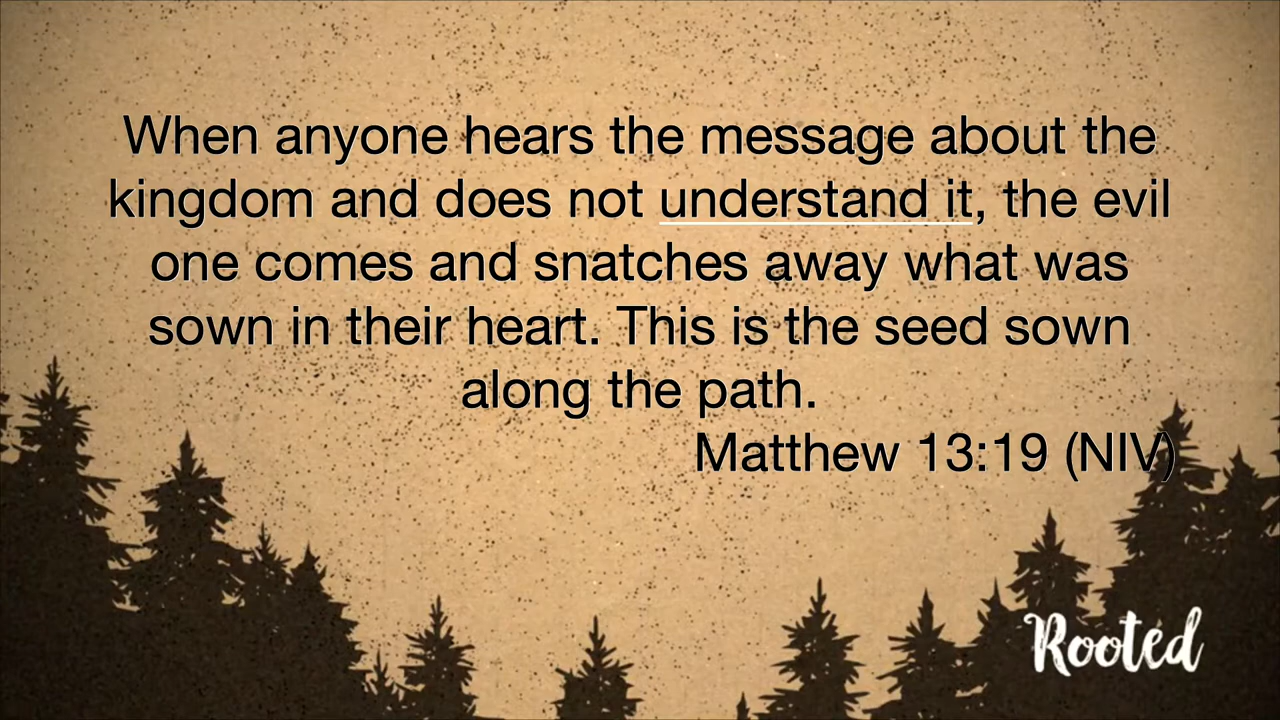 When anyone hears the message about the
kingdom and does not understand it, the evil
one comes and snatches away what was
sown in their heart. This is the seed sown
along the path.
Matthew 13:19 (NIV)
Rooted